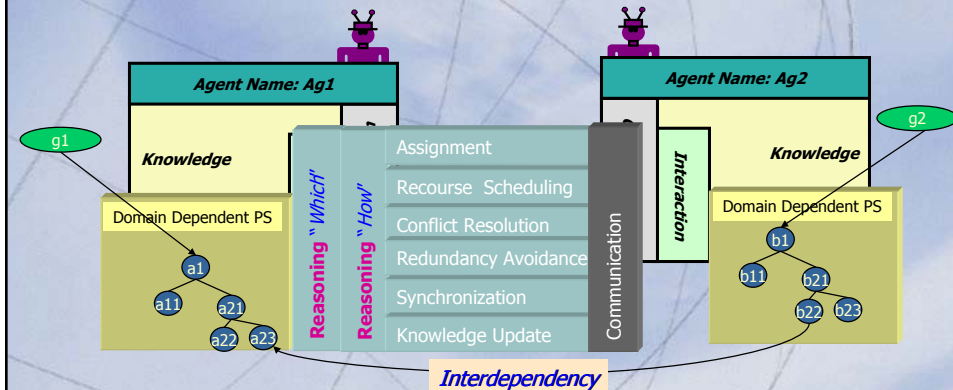 Agent Name: Ag1
Agent Name: Ag2
g1
g2
Knowledge
Knowledge
Domain Dependent PS
a1
a11
a21
a22
a23
Reasoning "Which"
Reasoning "How"
Assignment
Recourse Scheduling
Conflict Resolution
Redundancy Avoidance
Synchronization
Knowledge Update
Communication
Interaction
Domain Dependent PS
b1
b11
b21
b22
b23
Interdependency